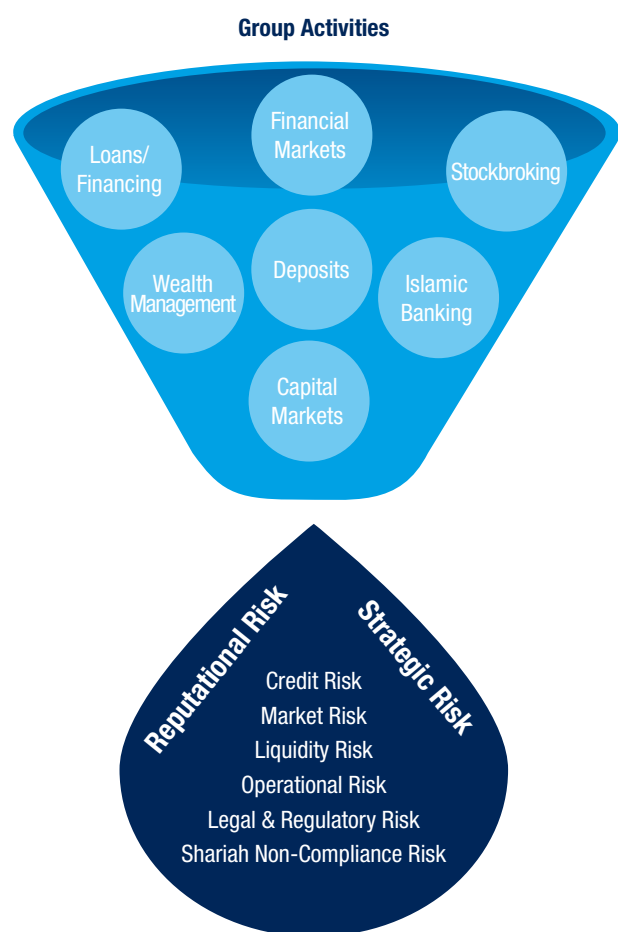 Group Activities
Financial
Markets
Loans/
Financing
Stockbroking
Wealth
Management
Deposits
Islamic
Banking
Capital
Markets
Reputational Risk
Strategic Risk
Credit Risk
Market Risk
Liquidity Risk
Operational Risk
Legal & Regulatory Risk
Shariah Non-Compliance Risk